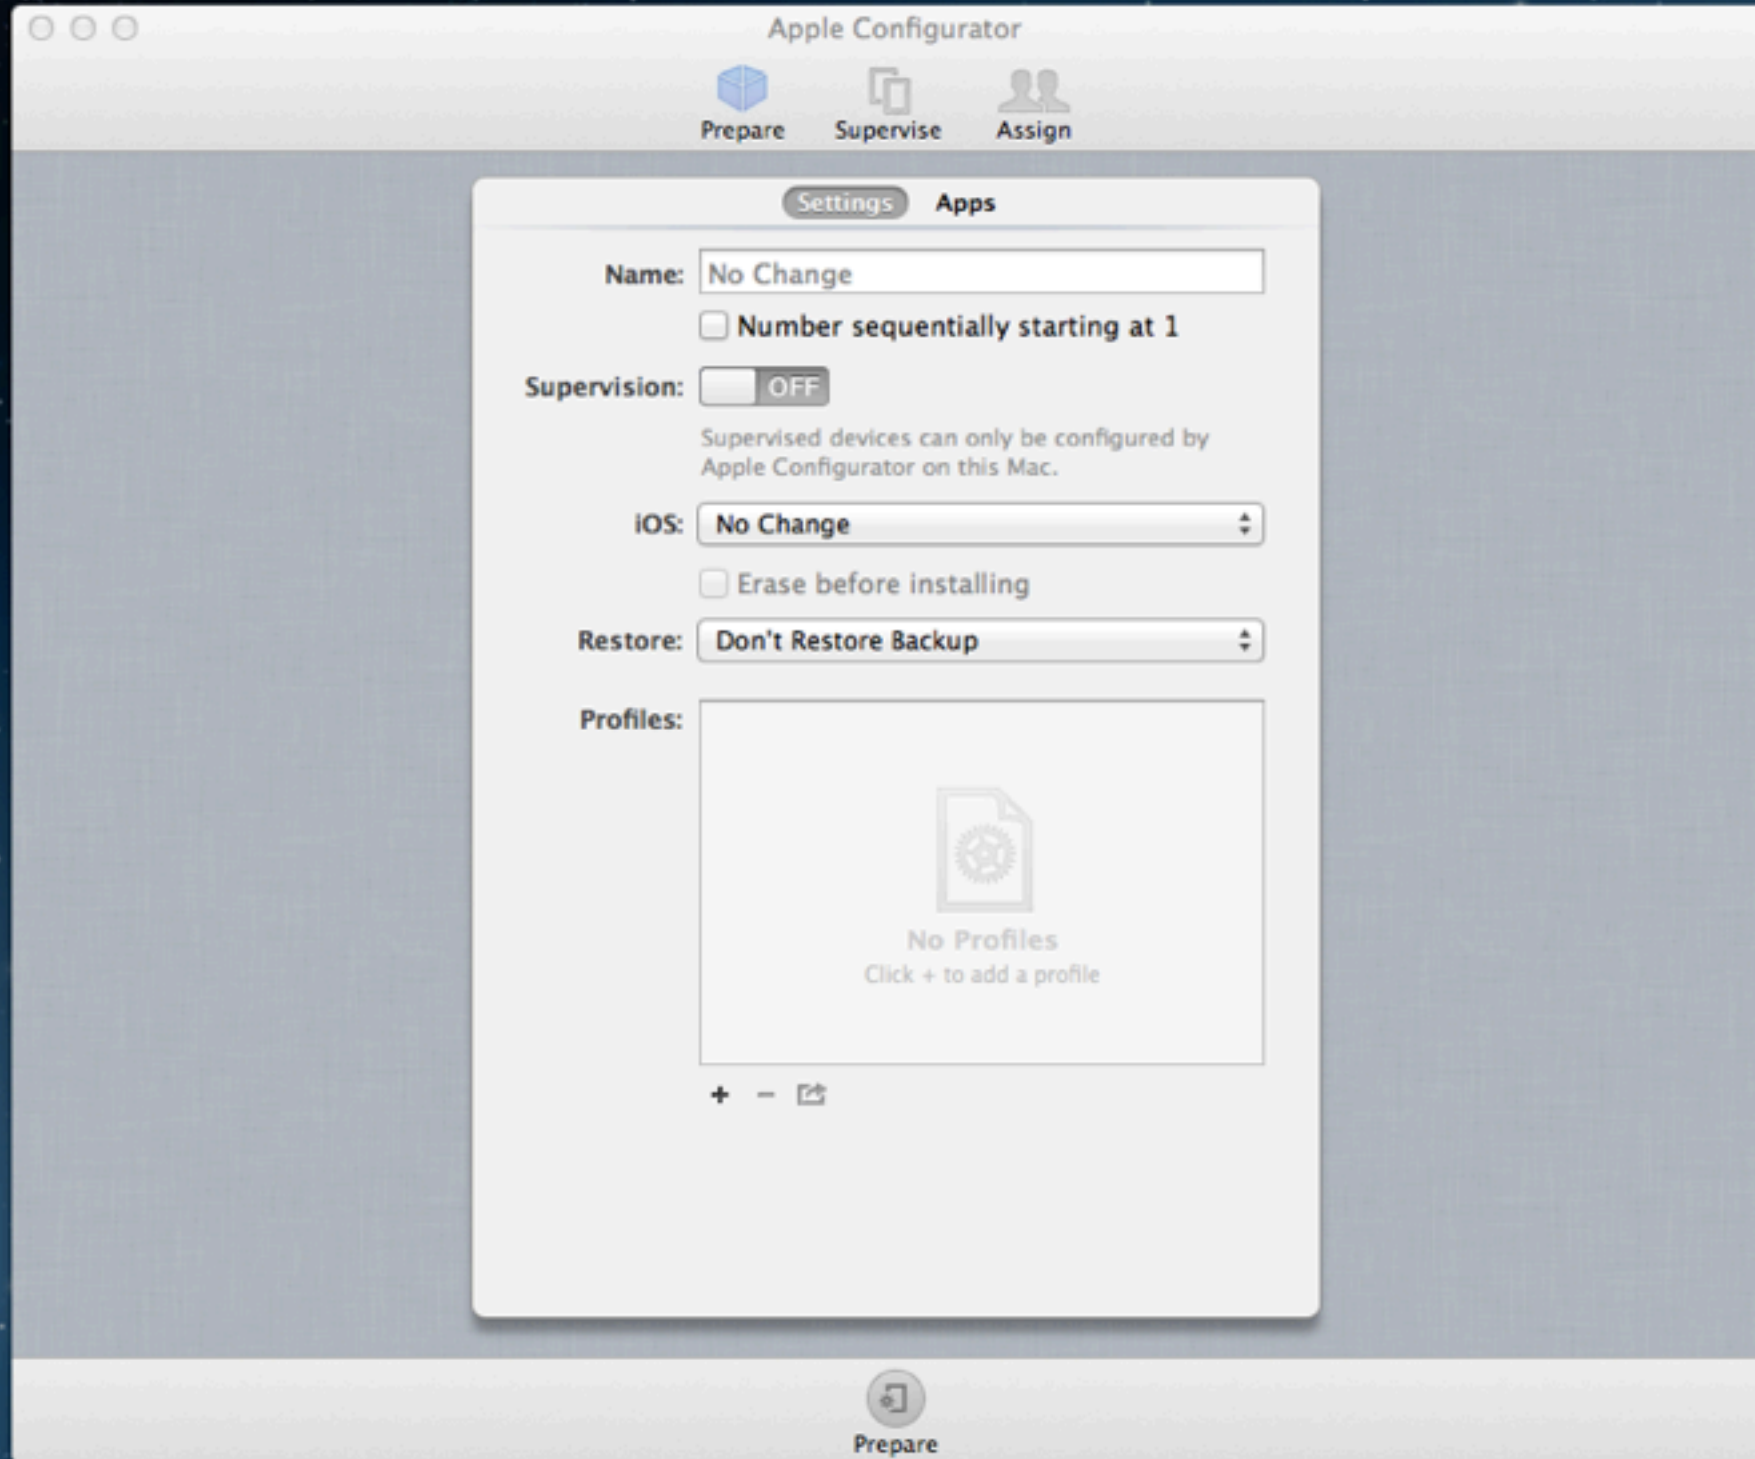 Apple Configurator
Prepare Supervise Assign
Settings Apps
Name: No Change
Number sequentially starting at 1
Supervision: OFF
Supervised devices can only be configured by
Apple Configurator on this Mac.
iOS: No Change
Erase before installing
Restore: Don't Restore Backup
Profiles:
No Profiles
Click + to add a profile
Prepare